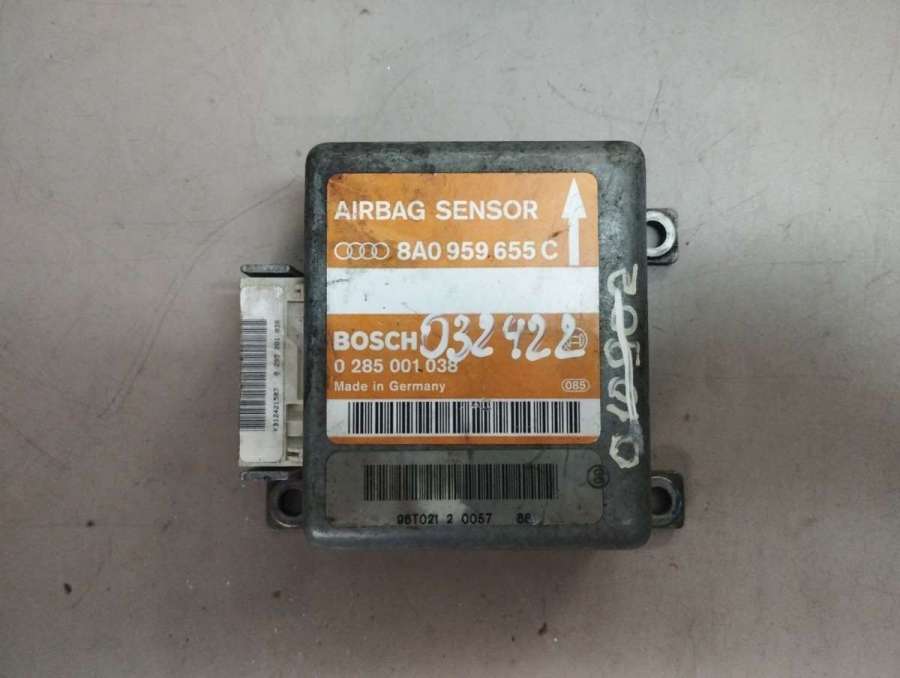 AIRBAG SENSOR
8A0 959 655 C
BOSCH 032422
0 285 001 038
Made in Germany
085
96T021 2 0057